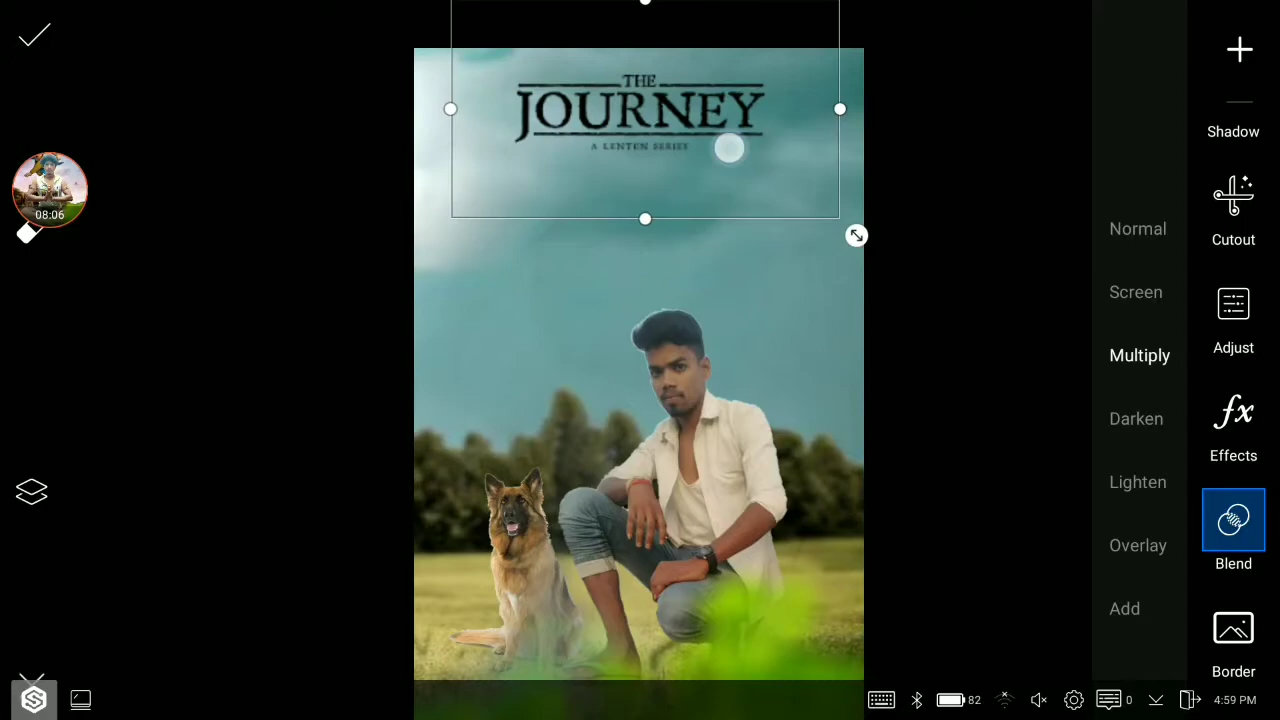 THE
JOURNEY
A LENTEN SERIES
08:06
Shadow
Cutout
Adjust
Effects
Blend
Border
Normal
Screen
Multiply
Darken
Lighten
Overlay
Add
fx
82
0
4:59 PM